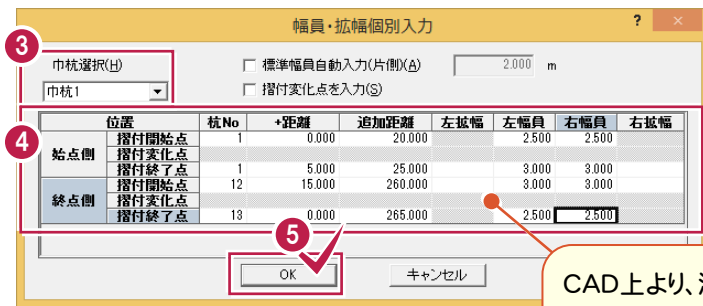 幅員・拡幅個別入力 ? ×
3
巾杭選択(H) □ 標準幅員自動入力(片側)(A) 2.000 m
巾杭1 □ 摺付変化点を入力(S)
4
位置 杭No +距離 追加距離 左拡幅 左幅員 右幅員 右拡幅
始点側 摺付開始点 1 0.000 20.000 2.500 2.500
摺付変化点
摺付終了点 1 5.000 25.000 3.000 3.000
終点側 摺付開始点 12 15.000 260.000 3.000 3.000
摺付変化点
摺付終了点 13 0.000 265.000 2.500 2.500
5
OK キャンセル
CAD上より、